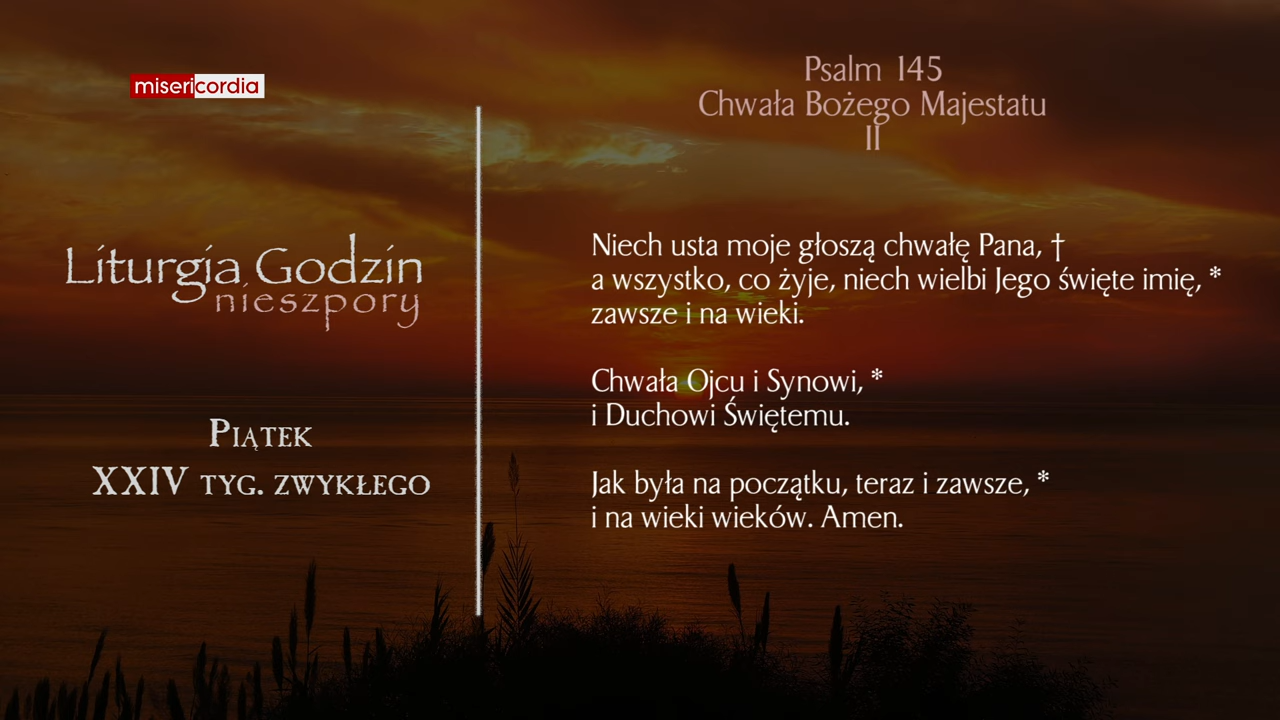 misericordia
Liturgia Godzin
nieszpory
Piątek
XXIV tyg. zwykłego
Psalm 145
Chwała Bożego Majestatu
II
Niech usta moje głoszą chwałę Pana, †
a wszystko, co żyje, niech wielbi Jego święte imię, *
zawsze i na wieki.
Chwała Ojcu i Synowi, *
i Duchowi Świętemu.
Jak była na początku, teraz i zawsze, *
i na wieki wieków. Amen.